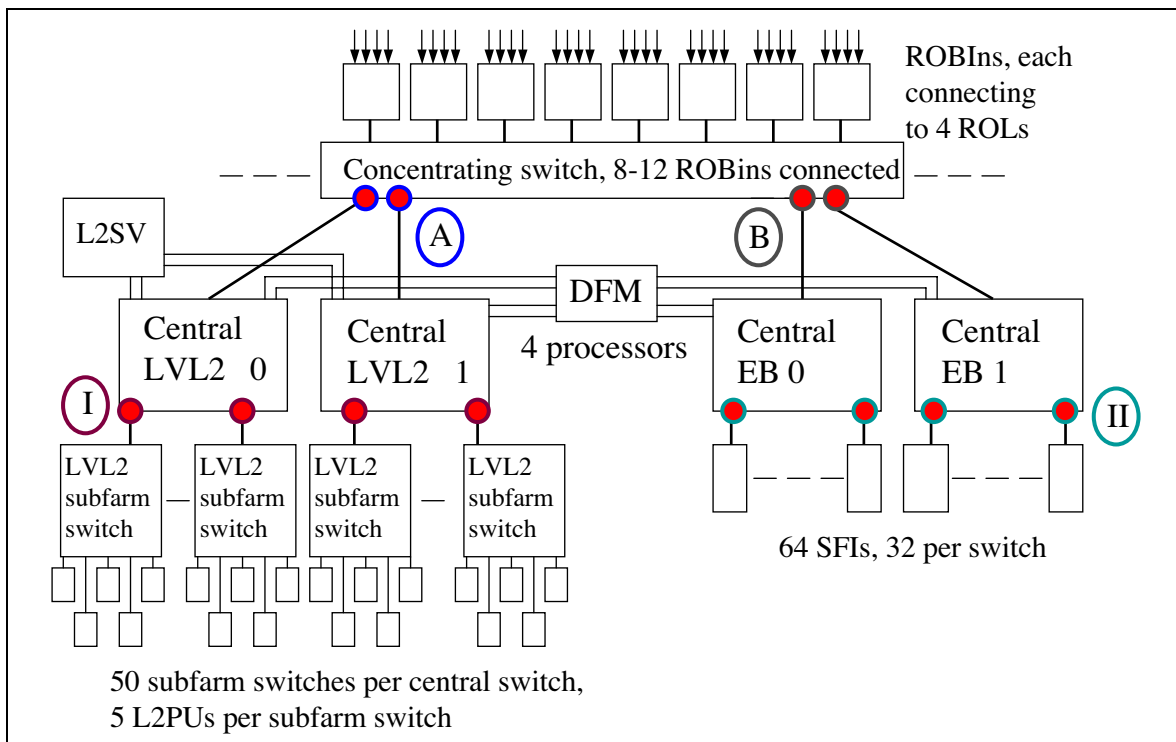 ROBIns, each
connecting
to 4 ROLs
Concentrating switch, 8-12 ROBins connected
L2SV
A
B
DFM
4 processors
Central
LVL2 0
Central
LVL2 1
Central
EB 0
Central
EB 1
I
II
LVL2
subfarm
switch
LVL2
subfarm
switch
LVL2
subfarm
switch
LVL2
subfarm
switch
64 SFIs, 32 per switch
50 subfarm switches per central switch,
5 L2PUs per subfarm switch